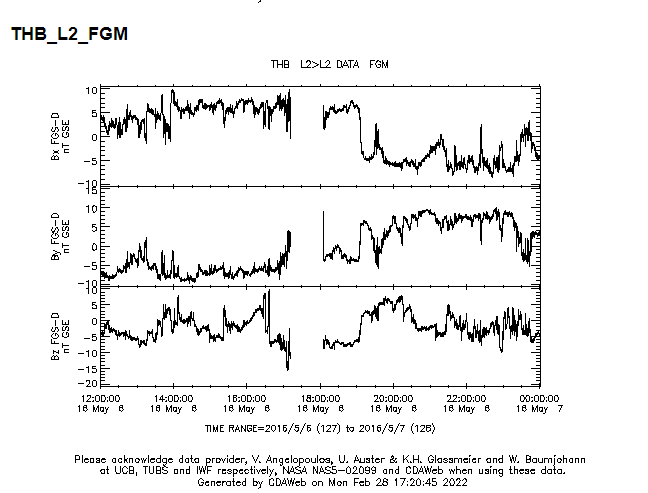 THB_L2_FGM
THB L2>L2 DATA FGM
Bx FGS-D
nT GSE
10
5
0
-5
-10
By FGS-D
nT GSE
15
10
5
0
-5
-10
Bz FGS-D
nT GSE
10
5
0
-5
-10
-15
-20
12:00:00 14:00:00 16:00:00 18:00:00 20:00:00 22:00:00 00:00:00
16 May 6 16 May 6 16 May 6 16 May 6 16 May 6 16 May 6 16 May 7
TIME RANGE=2016/5/6 (127) to 2016/5/7 (128)
Please acknowledge data provider, V. Angelopoulos, U. Auster & K.H. Glassmeier and W. Baumjohann
at UCB, TUBS and IWF respectively, NASA NAS5-02099 and CDAWeb when using these data.
Generated by CDAWeb on Mon Feb 28 17:20:45 2022